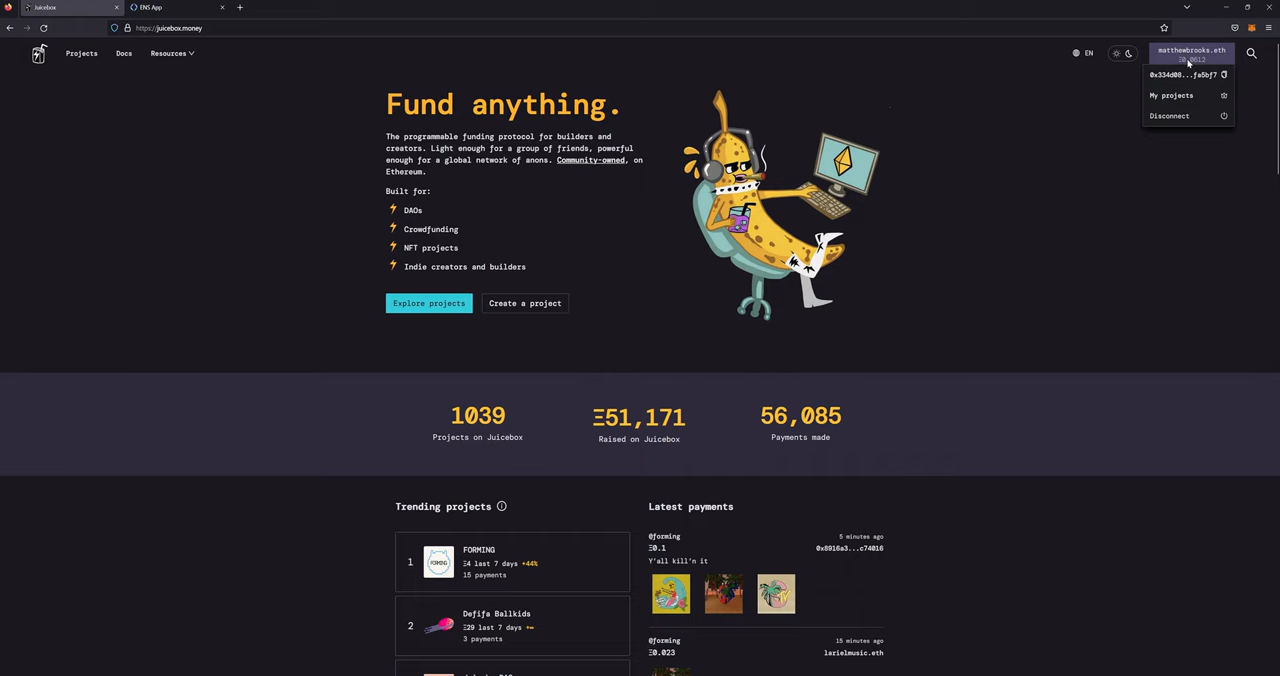 Juicebox
ENS App
https://juicebox.money
Projects
Docs
Resources
EN
matthewbrooks.eth
Ξ0.0612
0x334d08...fa5bf7
My projects
Disconnect
Fund anything.
The programmable funding protocol for builders and
creators. Light enough for a group of friends, powerful
enough for a global network of anons. Community-owned, on
Ethereum.
Built for:
DAOs
Crowdfunding
NFT projects
Indie creators and builders
Explore projects
Create a project
1039
Projects on Juicebox
Ξ51,171
Raised on Juicebox
56,085
Payments made
Trending projects
1
FORMING
FORMING
Ξ4 last 7 days +44%
15 payments
2
Defifa Ballkids
Ξ29 last 7 days +∞
3 payments
Latest payments
@forming
5 minutes ago
Ξ0.1
0x8916a3...c74016
Y'all kill'n it
@forming
15 minutes ago
Ξ0.023
larielmusic.eth